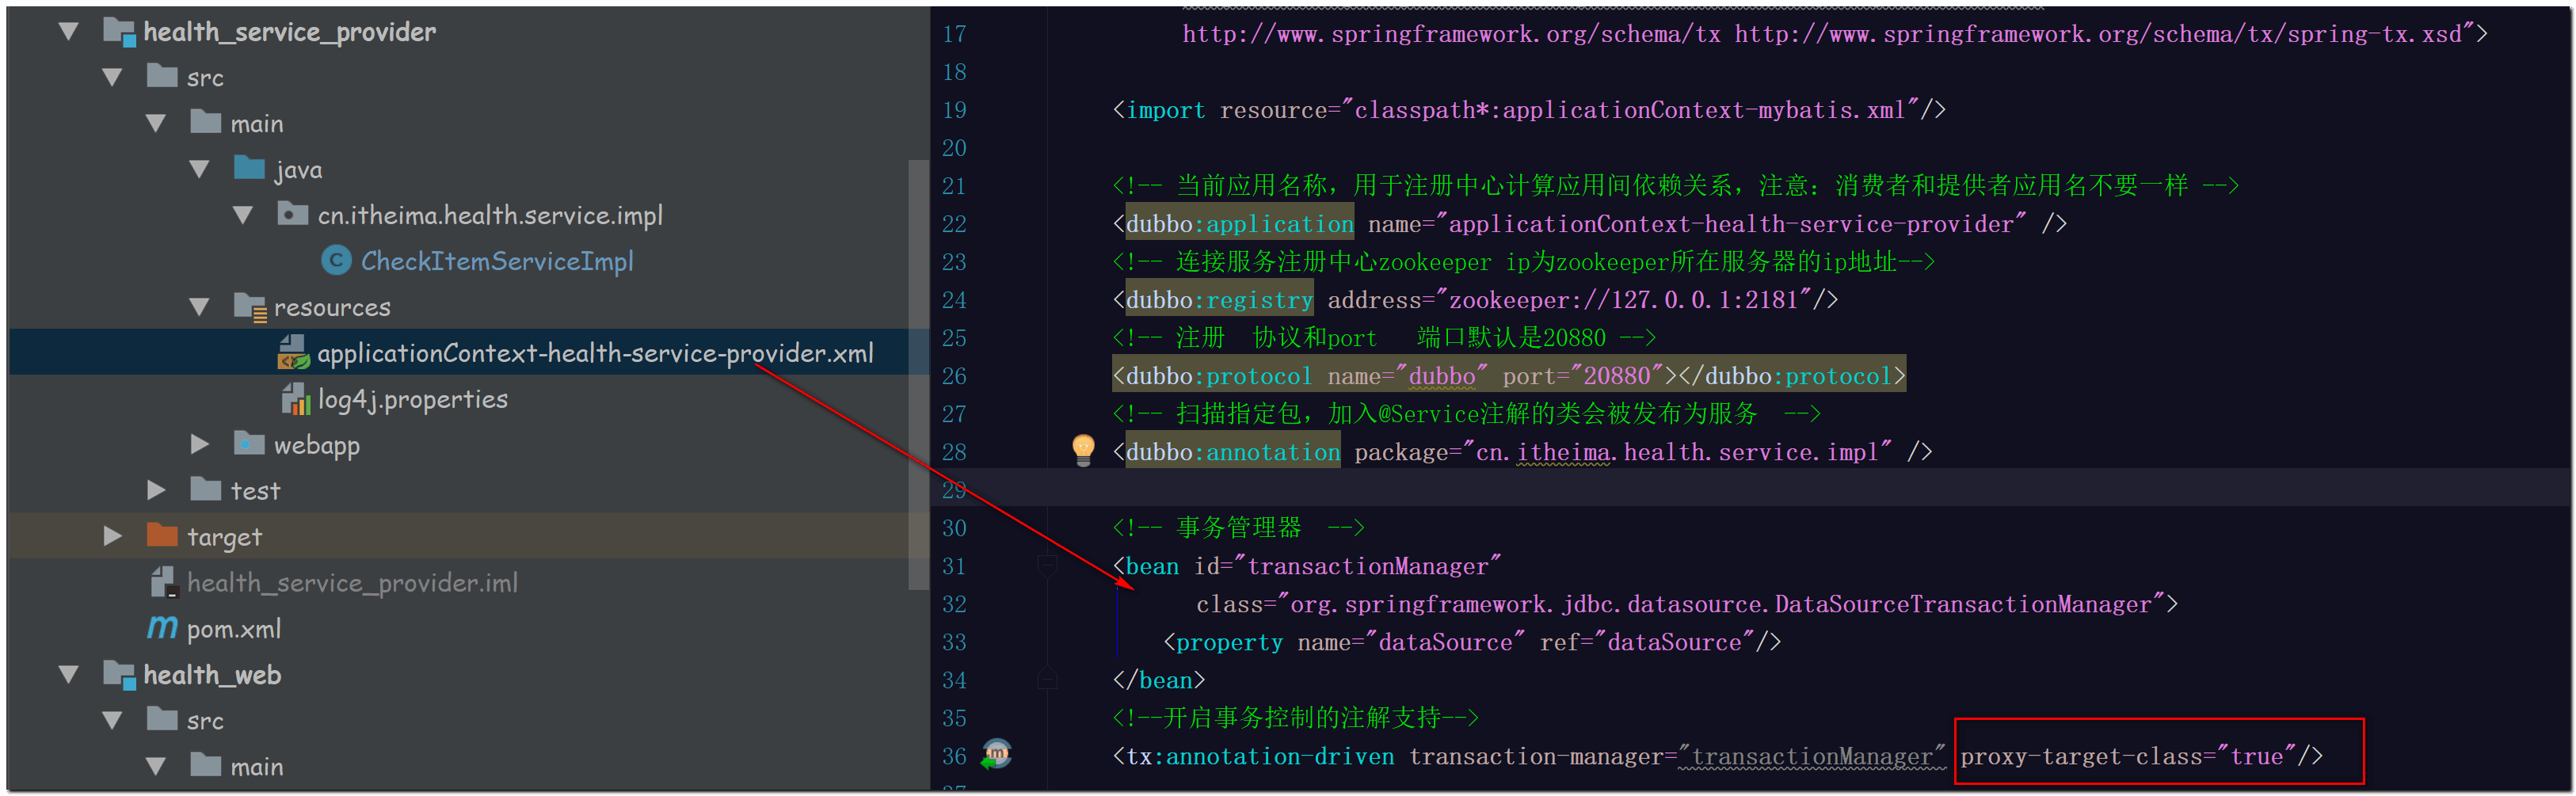 health_service_provider
src
main
java
cn.itheima.health.service.impl
CheckItemServiceImpl
resources
applicationContext-health-service-provider.xml
log4j.properties
webapp
test
target
health_service_provider.iml
pom.xml
health_web
src
main
17 http://www.springframework.org/schema/tx http://www.springframework.org/schema/tx/spring-tx.xsd">
18
19 <import resource="classpath*:applicationContext-mybatis.xml"/>
20
21 <!-- 当前应用名称，用于注册中心计算应用间依赖关系，注意：消费者和提供者应用名不要一样 -->
22 <dubbo:application name="applicationContext-health-service-provider" />
23 <!-- 连接服务注册中心zookeeper ip为zookeeper所在服务器的ip地址-->
24 <dubbo:registry address="zookeeper://127.0.0.1:2181"/>
25 <!-- 注册  协议和port   端口默认是20880 -->
26 <dubbo:protocol name="dubbo" port="20880"></dubbo:protocol>
27 <!-- 扫描指定包，加入@Service注解的类会被发布为服务  -->
28 <dubbo:annotation package="cn.itheima.health.service.impl" />
29
30 <!-- 事务管理器  -->
31 <bean id="transactionManager"
32 class="org.springframework.jdbc.datasource.DataSourceTransactionManager">
33 <property name="dataSource" ref="dataSource"/>
34 </bean>
35 <!--开启事务控制的注解支持-->
36 <tx:annotation-driven transaction-manager="transactionManager" proxy-target-class="true"/>